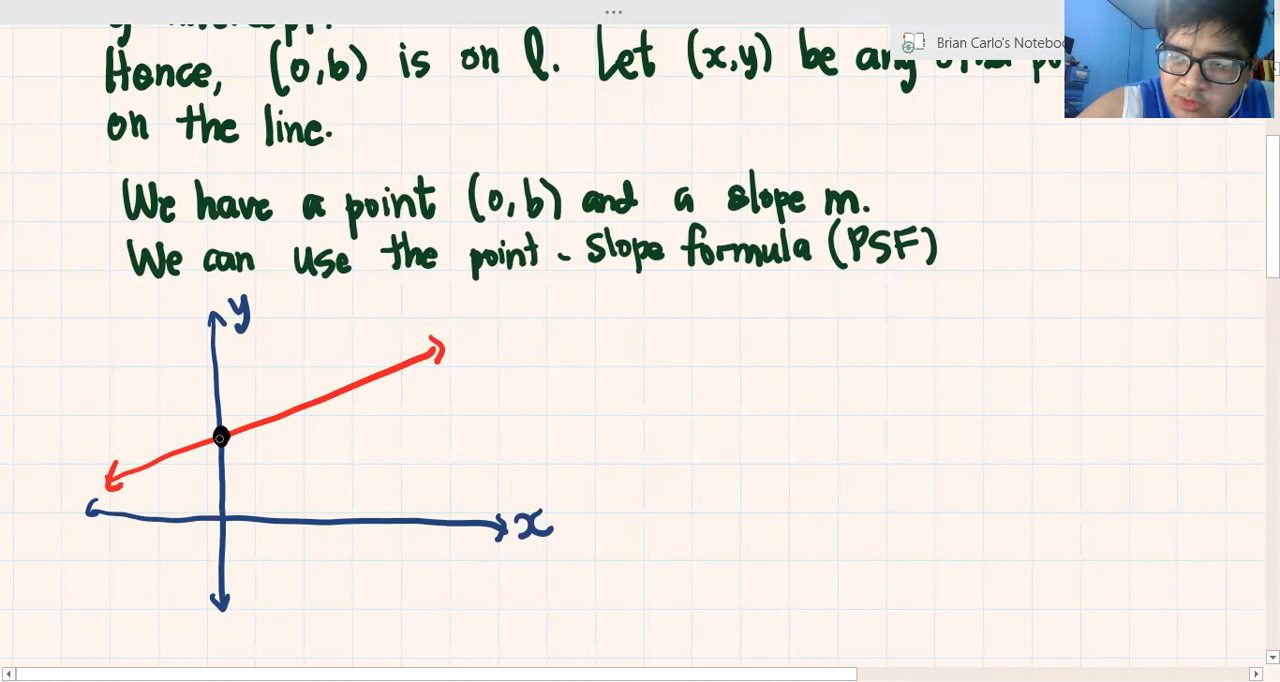 Hence, (0,b) is on l. Let (x,y) be any
on the line.
Brian Carlo's
We have a point (0,b) and a slope m.
We can use the point - slope formula (PSF)
y
x